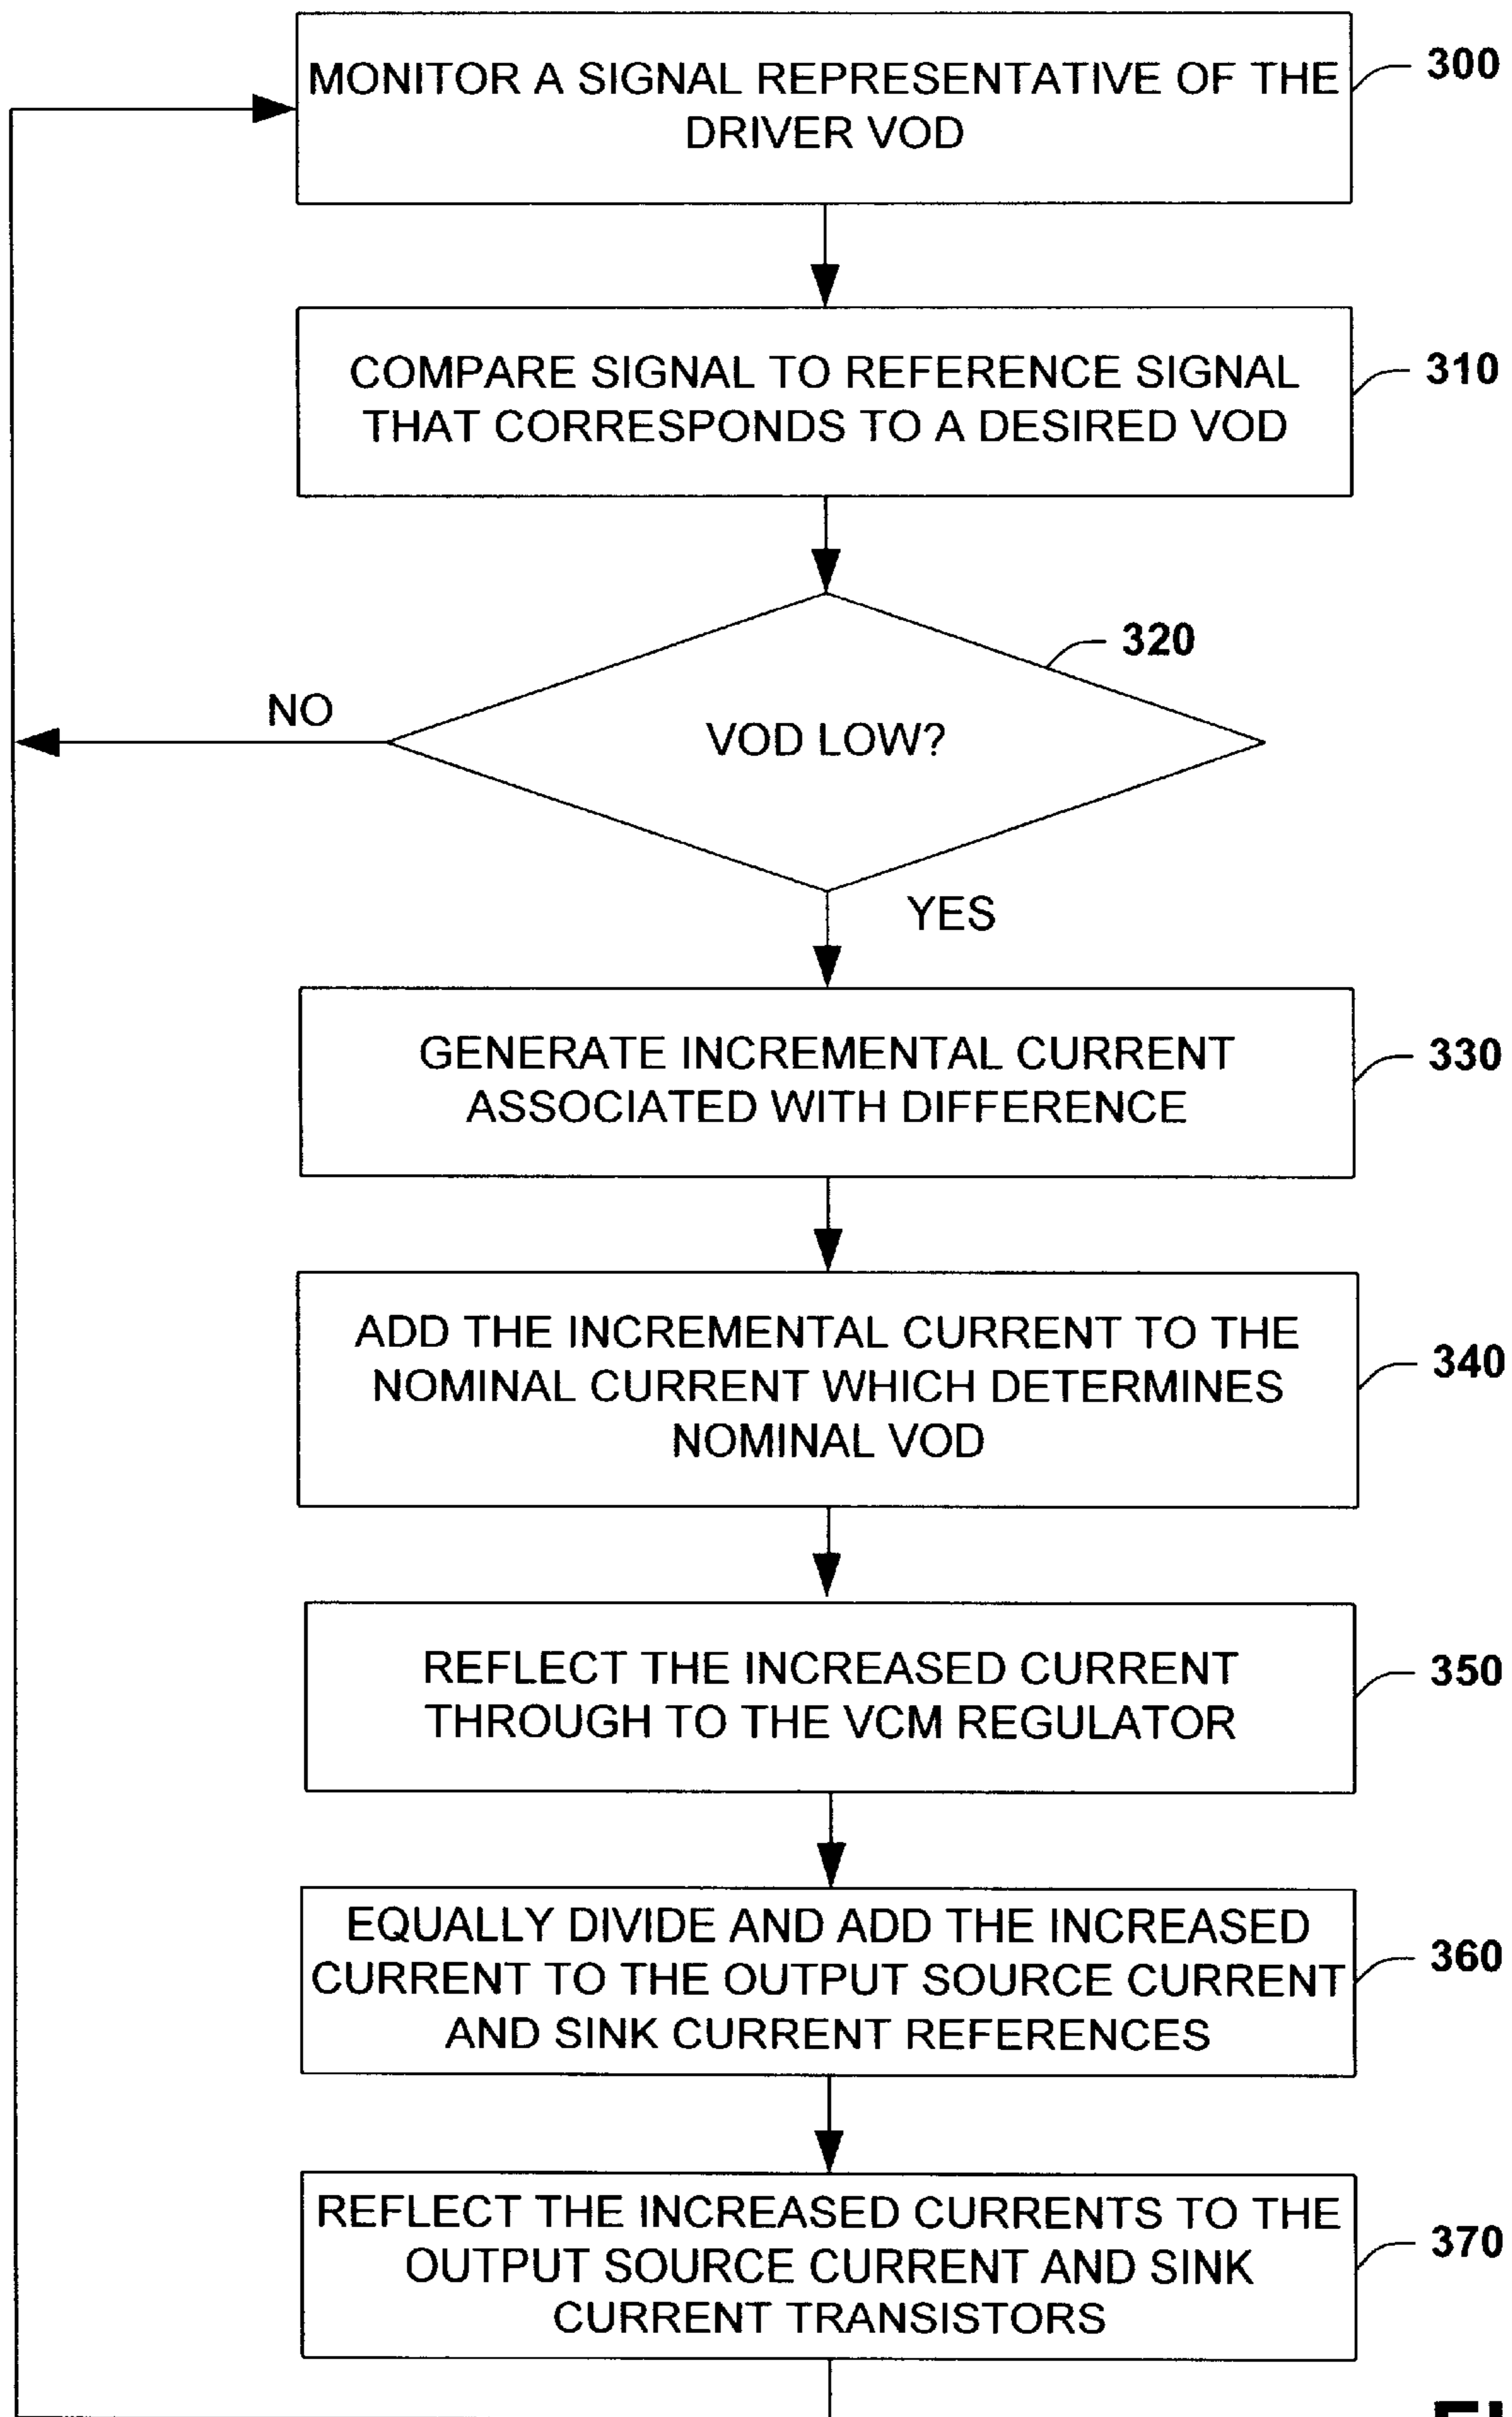 MONITOR A SIGNAL REPRESENTATIVE OF THE
DRIVER VOD
300
COMPARE SIGNAL TO REFERENCE SIGNAL
THAT CORRESPONDS TO A DESIRED VOD
310
320
VOD LOW?
NO
YES
GENERATE INCREMENTAL CURRENT
ASSOCIATED WITH DIFFERENCE
330
ADD THE INCREMENTAL CURRENT TO THE
NOMINAL CURRENT WHICH DETERMINES
NOMINAL VOD
340
REFLECT THE INCREASED CURRENT
THROUGH TO THE VCM REGULATOR
350
EQUALLY DIVIDE AND ADD THE INCREASED
CURRENT TO THE OUTPUT SOURCE CURRENT
AND SINK CURRENT REFERENCES
360
REFLECT THE INCREASED CURRENTS TO THE
OUTPUT SOURCE CURRENT AND SINK
CURRENT TRANSISTORS
370